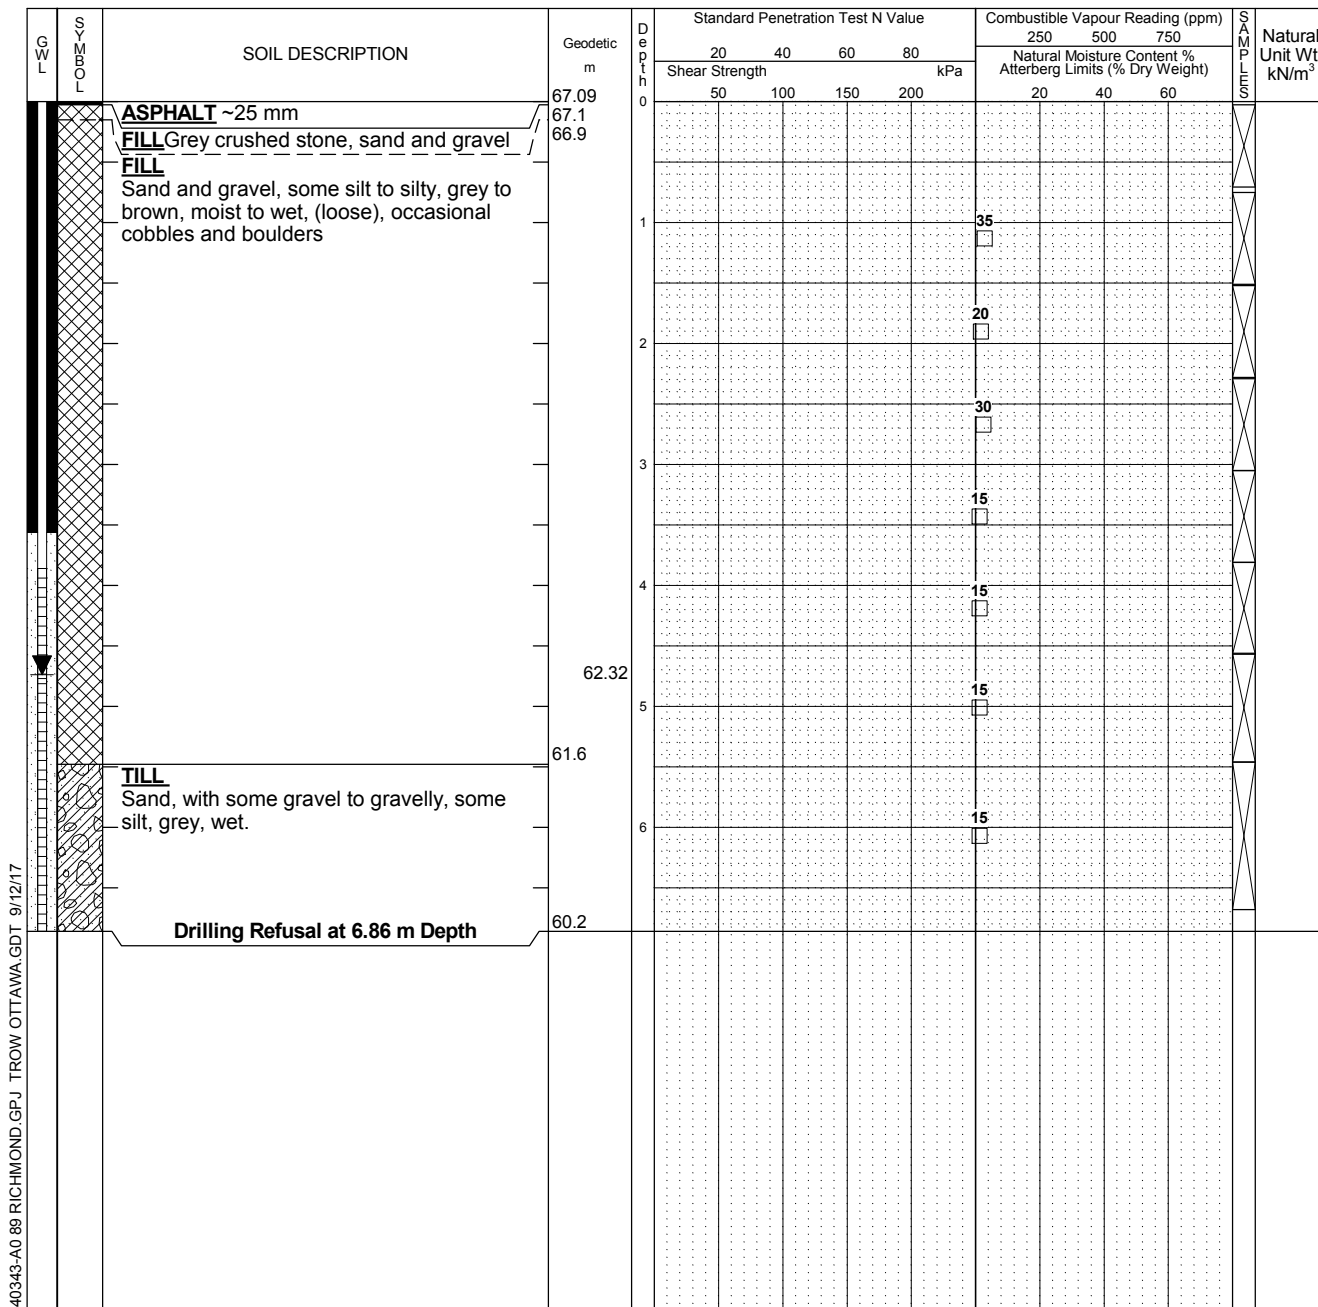 GWL
SYMBOL
SOIL DESCRIPTION
Geodetic
m
Depth
Standard Penetration Test N Value
20 40 60 80
Shear Strength kPa
50 100 150 200
Combustible Vapour Reading (ppm)
250 500 750
Natural Moisture Content %
Atterberg Limits (% Dry Weight)
20 40 60
SAMPLES
Natural
Unit Wt
kN/m³
67.09
0
ASPHALT ~25 mm
67.1
FILL Grey crushed stone, sand and gravel
66.9
FILL
Sand and gravel, some silt to silty, grey to
brown, moist to wet, (loose), occasional
cobbles and boulders
1
35
20
2
30
3
15
4
15
62.32
15
5
61.6
TILL
Sand, with some gravel to gravelly, some
silt, grey, wet.
15
6
60.2
Drilling Refusal at 6.86 m Depth
40343-A0 89 RICHMOND.GPJ TROW OTTAWA.GDT 9/12/17